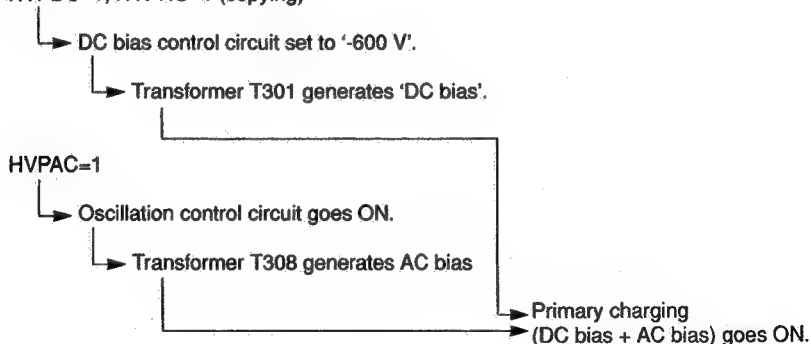 (copying)
DC bias control circuit set to '-600 V'.
Transformer T301 generates 'DC bias'.
HVPAC=1
Oscillation control circuit goes ON.
Transformer T308 generates AC bias
Primary charging
(DC bias + AC bias) goes ON.